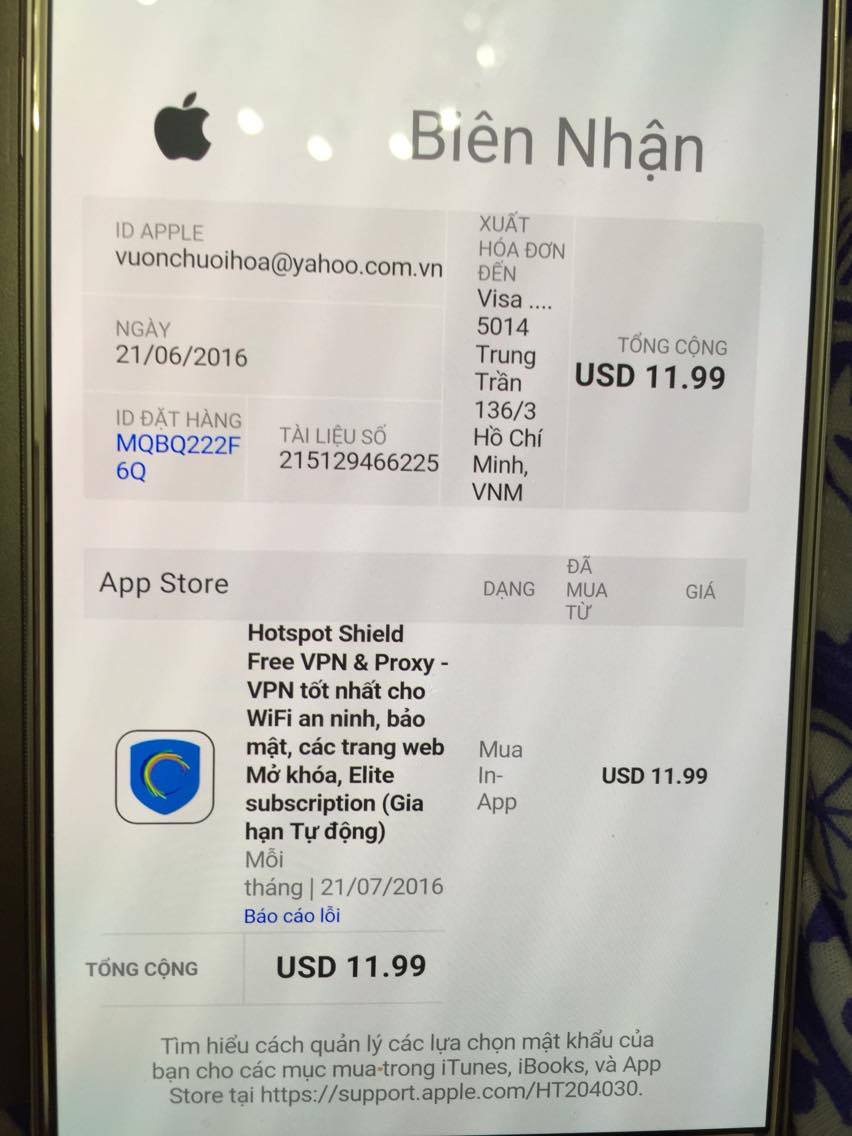 Biên Nhận
ID APPLE
vuonchuoihoa@yahoo.com.vn
NGÀY
21/06/2016
ID ĐẶT HÀNG
MQBQ222F
6Q
TÀI LIỆU SỐ
215129466225
XUẤT
HÓA ĐƠN
ĐẾN
Visa ....
5014
Trung
Trần
136/3
Hồ Chí
Minh,
VNM
TỔNG CỘNG
USD 11.99
App Store
DẠNG
ĐÃ
MUA
TỪ
GIÁ
Hotspot Shield
Free VPN & Proxy -
VPN tốt nhất cho
WiFi an ninh, bảo
mật, các trang web
Mở khóa, Elite
subscription (Gia
hạn Tự động)
Mỗi
tháng | 21/07/2016
Báo cáo lỗi
Mua
In-
App
USD 11.99
TỔNG CỘNG
USD 11.99
Tìm hiểu cách quản lý các lựa chọn mật khẩu của
bạn cho các mục mua trong iTunes, iBooks, và App
Store tại https://support.apple.com/HT204030.